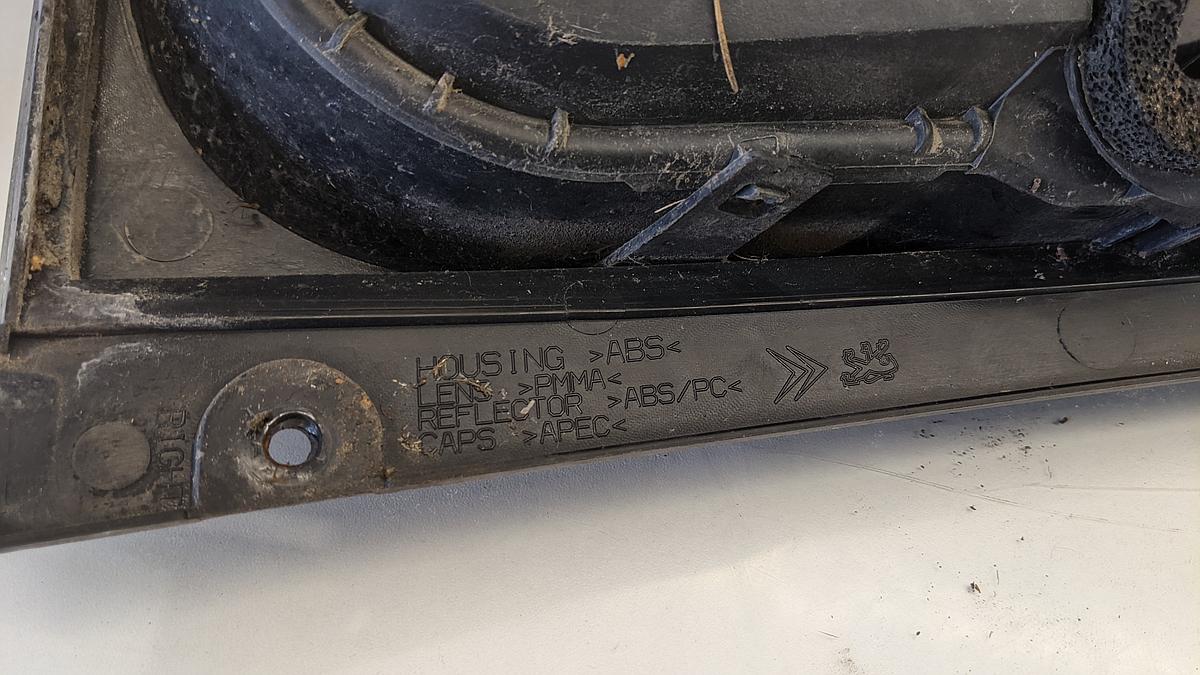 HOUSING >ABS<
LENS >PMMA<
REFLECTOR >ABS/PC<
CAPS >APEC<
RIGHT